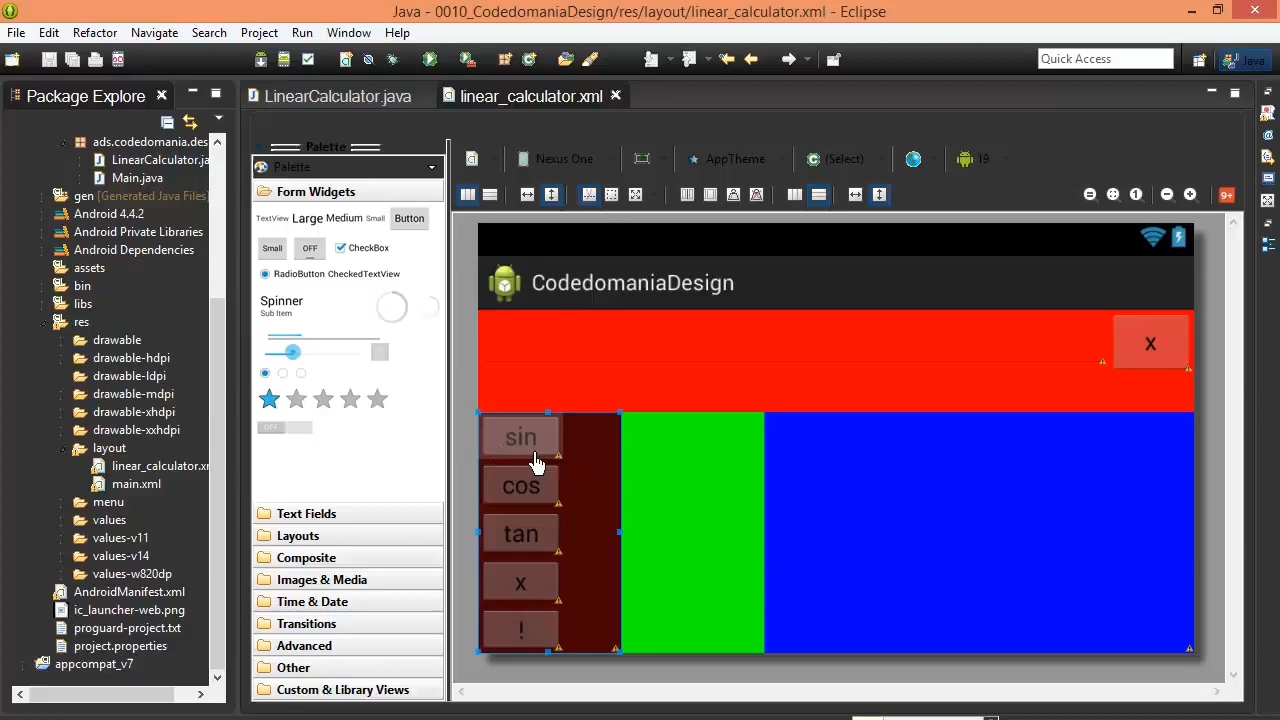 Java - 0010_CodedomaniaDesign/res/layout/linear_calculator.xml - Eclipse
File Edit Refactor Navigate Search Project Run Window Help
Quick Access
Java
Package Explore
LinearCalculator.java
linear_calculator.xml
ads.codedomania.des
LinearCalculator.ja
Main.java
gen [Generated Java Files]
Android 4.4.2
Android Private Libraries
Android Dependencies
assets
bin
libs
res
drawable
drawable-hdpi
drawable-ldpi
drawable-mdpi
drawable-xhdpi
drawable-xxhdpi
layout
linear_calculator.xr
main.xml
menu
values
values-v11
values-v14
values-w820dp
AndroidManifest.xml
ic_launcher-web.png
proguard-project.txt
project.properties
appcompat_v7
Palette
Palette
Form Widgets
TextView Large Medium Small Button
Small OFF CheckBox
RadioButton CheckedTextView
Spinner
Sub Item
OFF
Text Fields
Layouts
Composite
Images & Media
Time & Date
Transitions
Advanced
Other
Custom & Library Views
Nexus One
AppTheme
(Select)
19
9+
CodedomaniaDesign
x
sin
cos
tan
x
!